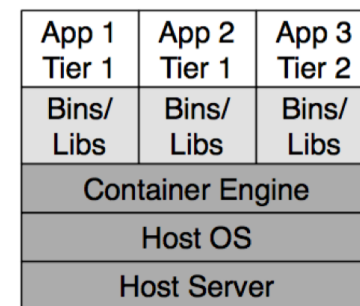 App 1 App 2 App 3
Tier 1 Tier 1 Tier 2
Bins/ Bins/ Bins/
Libs Libs Libs
Container Engine
Host OS
Host Server